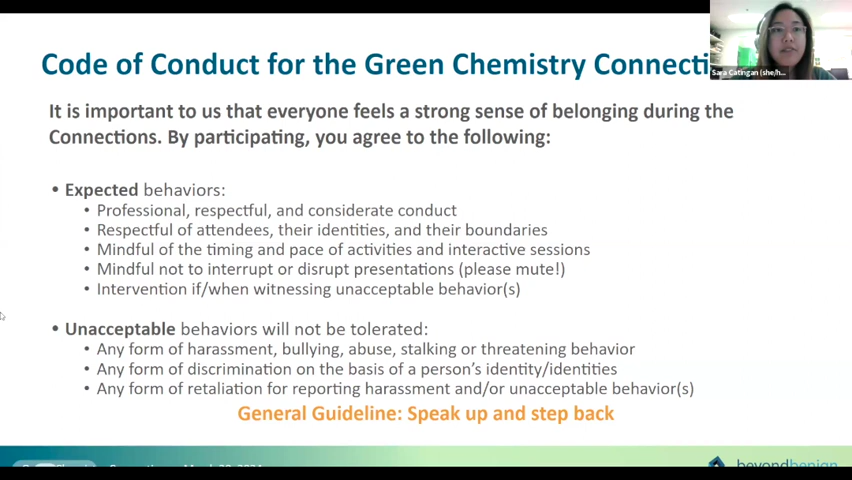 Code of Conduct for the Green Chemistry Connecti
Sara Catingan (she/h...
It is important to us that everyone feels a strong sense of belonging during the
Connections. By participating, you agree to the following:
• Expected behaviors:
• Professional, respectful, and considerate conduct
• Respectful of attendees, their identities, and their boundaries
• Mindful of the timing and pace of activities and interactive sessions
• Mindful not to interrupt or disrupt presentations (please mute!)
• Intervention if/when witnessing unacceptable behavior(s)
• Unacceptable behaviors will not be tolerated:
• Any form of harassment, bullying, abuse, stalking or threatening behavior
• Any form of discrimination on the basis of a person's identity/identities
• Any form of retaliation for reporting harassment and/or unacceptable behavior(s)
General Guideline: Speak up and step back
beyondbenign